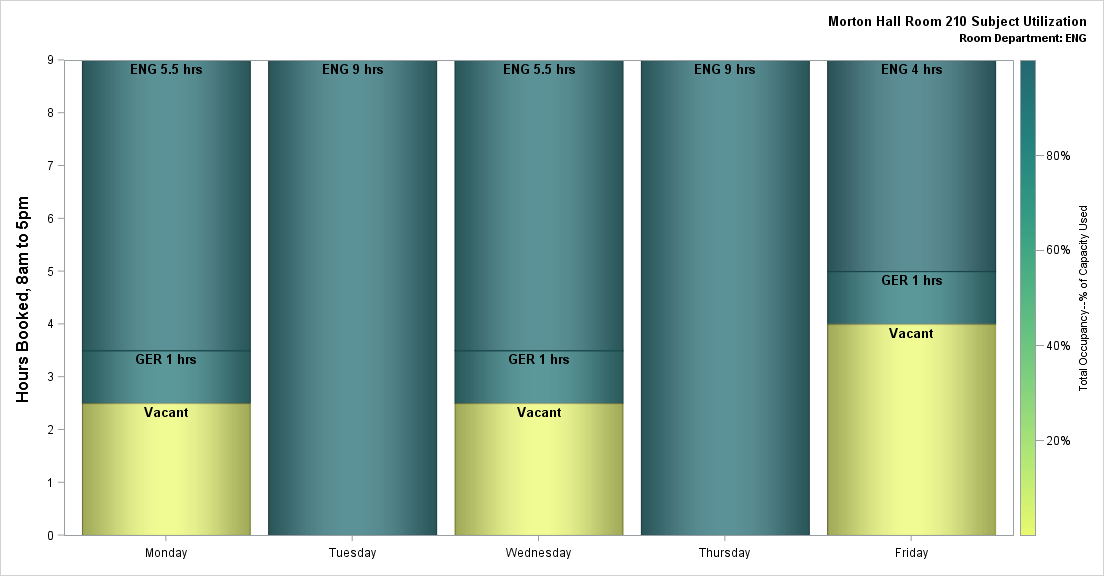 Morton Hall Room 210 Subject Utilization
Room Department: ENG
Hours Booked, 8am to 5pm
9
8
7
6
5
4
3
2
1
0
ENG 5.5 hrs
GER 1 hrs
Vacant
ENG 9 hrs
ENG 5.5 hrs
GER 1 hrs
Vacant
ENG 9 hrs
ENG 4 hrs
GER 1 hrs
Vacant
Monday
Tuesday
Wednesday
Thursday
Friday
80%
60%
40%
20%
Total Occupancy--% of Capacity Used